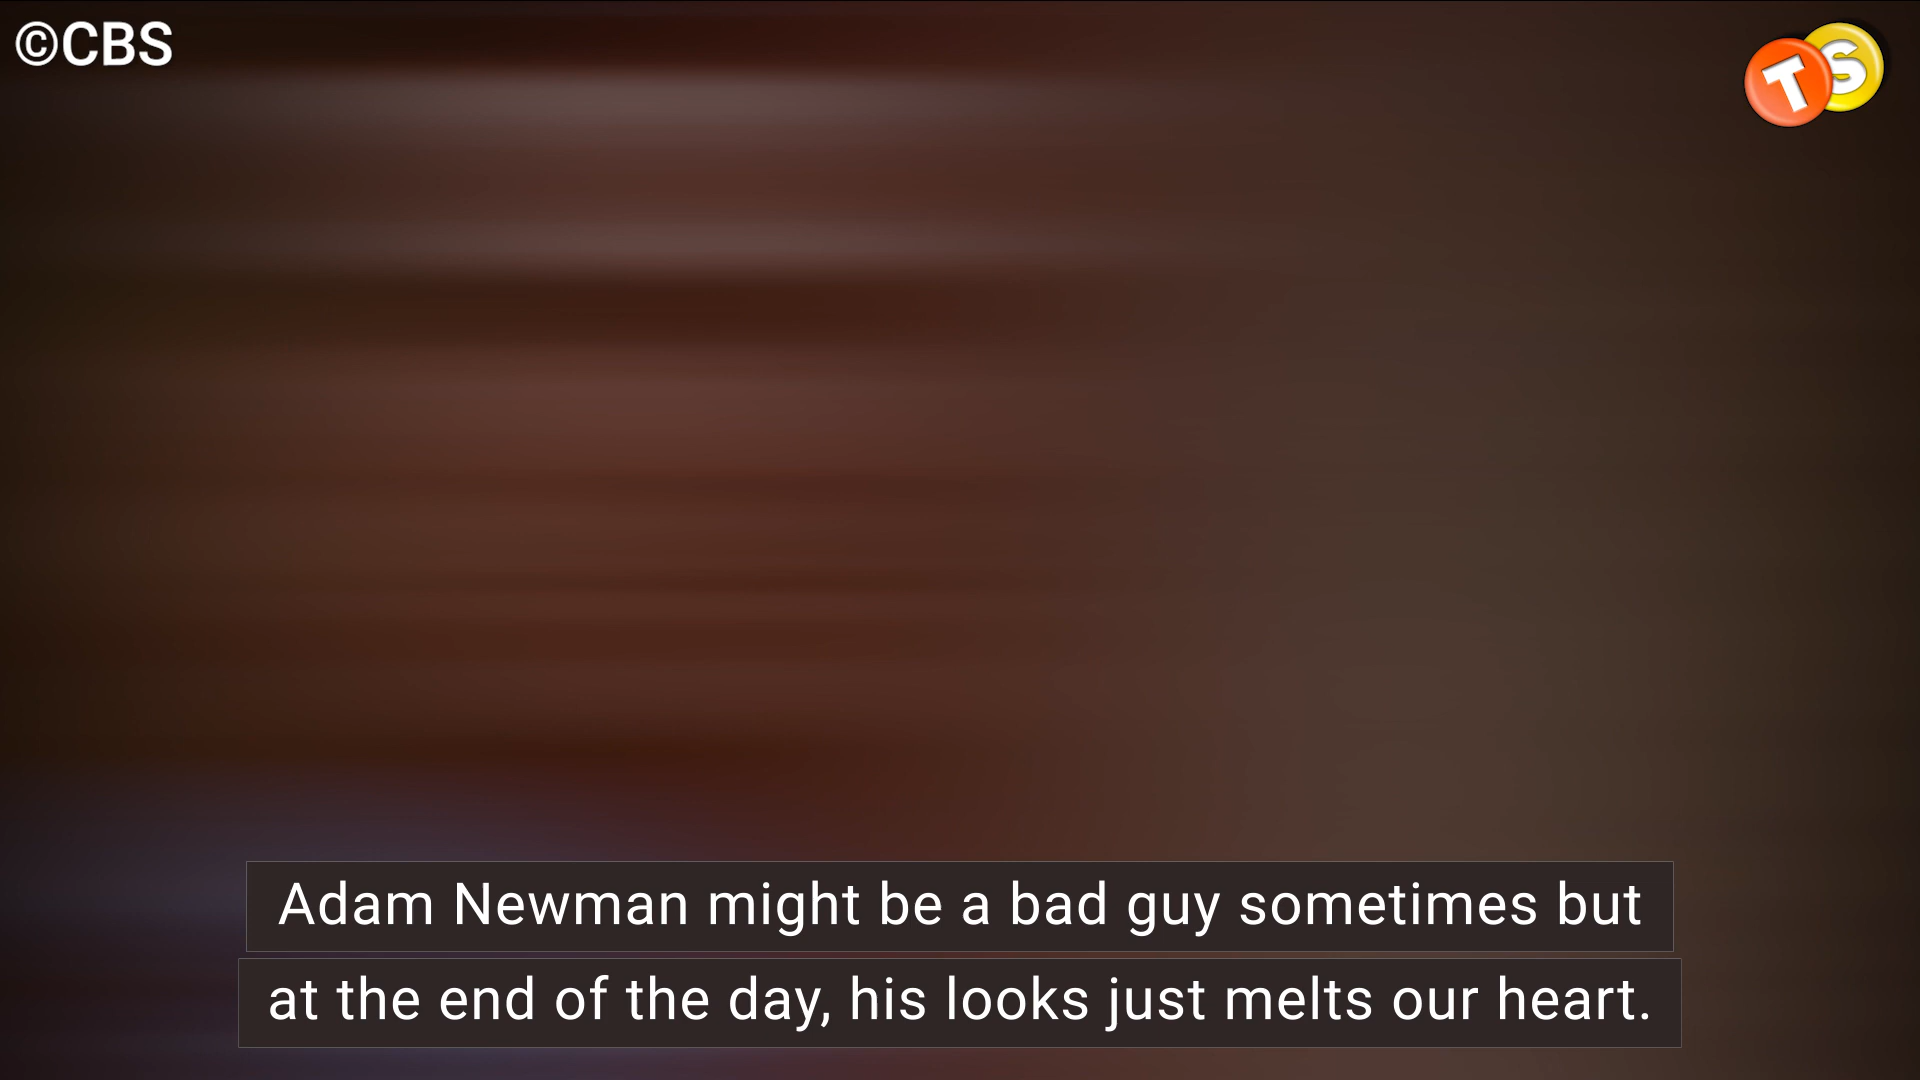 ©CBS
TS
Adam Newman might be a bad guy sometimes but
at the end of the day, his looks just melts our heart.